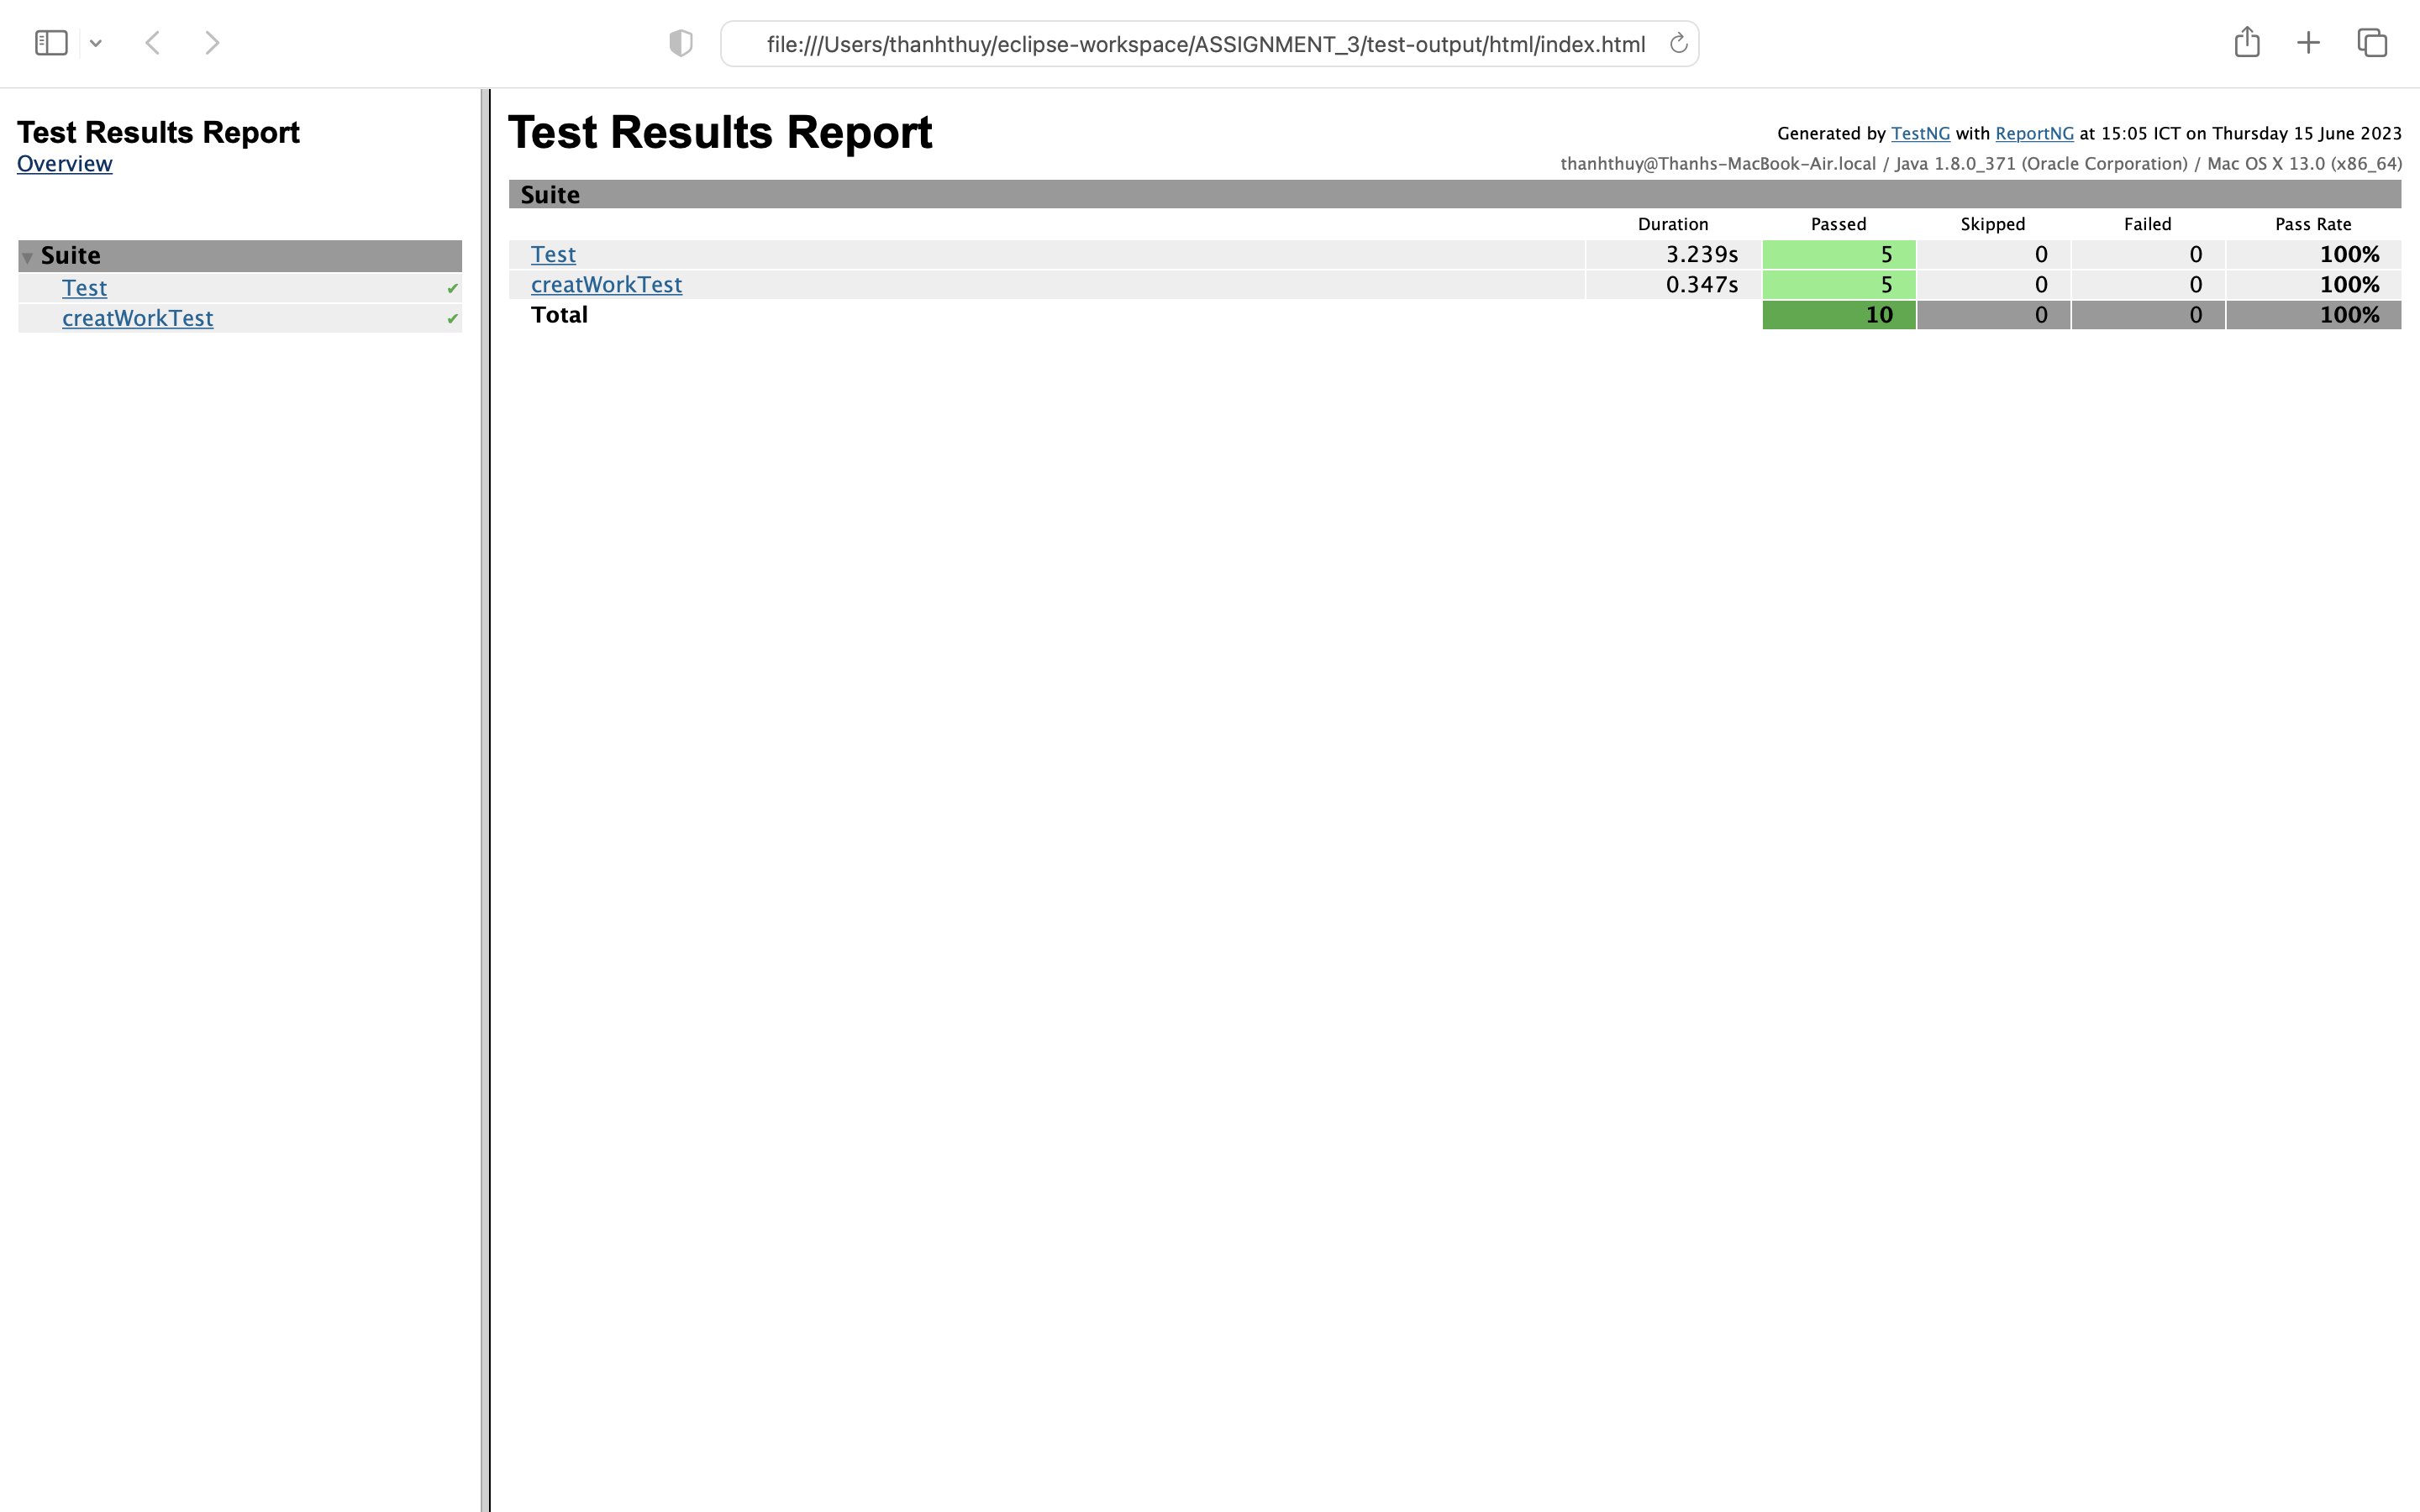 file:///Users/thanhthuy/eclipse-workspace/ASSIGNMENT_3/test-output/html/index.html
Test Results Report
Overview
Suite
Test ✔
creatWorkTest ✔
Test Results Report
Generated by TestNG with ReportNG at 15:05 ICT on Thursday 15 June 2023
thanhthuy@Thanhs-MacBook-Air.local / Java 1.8.0_371 (Oracle Corporation) / Mac OS X 13.0 (x86_64)
Suite
Duration Passed Skipped Failed Pass Rate
Test 3.239s 5 0 0 100%
creatWorkTest 0.347s 5 0 0 100%
Total 10 0 0 100%